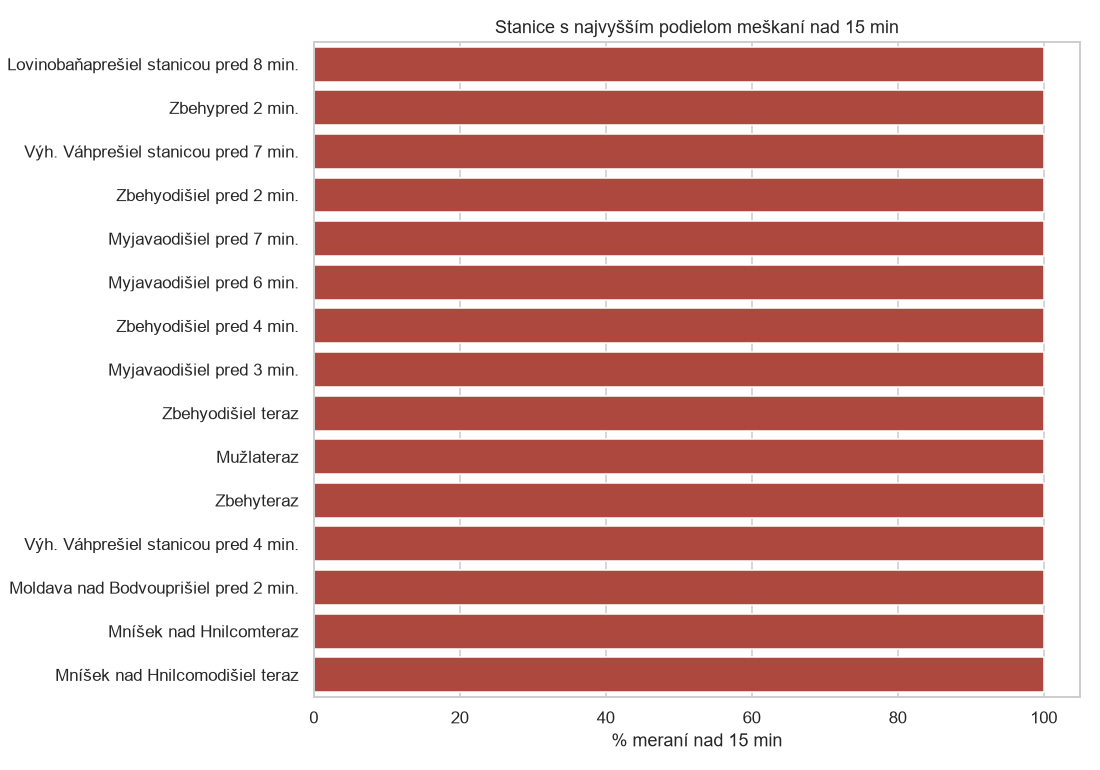 Stanice s najvyšším podielom meškaní nad 15 min
Lovinobaňaprešiel stanicou pred 8 min.
Zbehypred 2 min.
Výh. Váhprešiel stanicou pred 7 min.
Zbehyodišiel pred 2 min.
Myjavaodišiel pred 7 min.
Myjavaodišiel pred 6 min.
Zbehyodišiel pred 4 min.
Myjavaodišiel pred 3 min.
Zbehyodišiel teraz
Mužlateraz
Zbehyteraz
Výh. Váhprešiel stanicou pred 4 min.
Moldava nad Bodvouprišiel pred 2 min.
Mníšek nad Hnilcomteraz
Mníšek nad Hnilcomodišiel teraz
0 20 40 60 80 100
% meraní nad 15 min